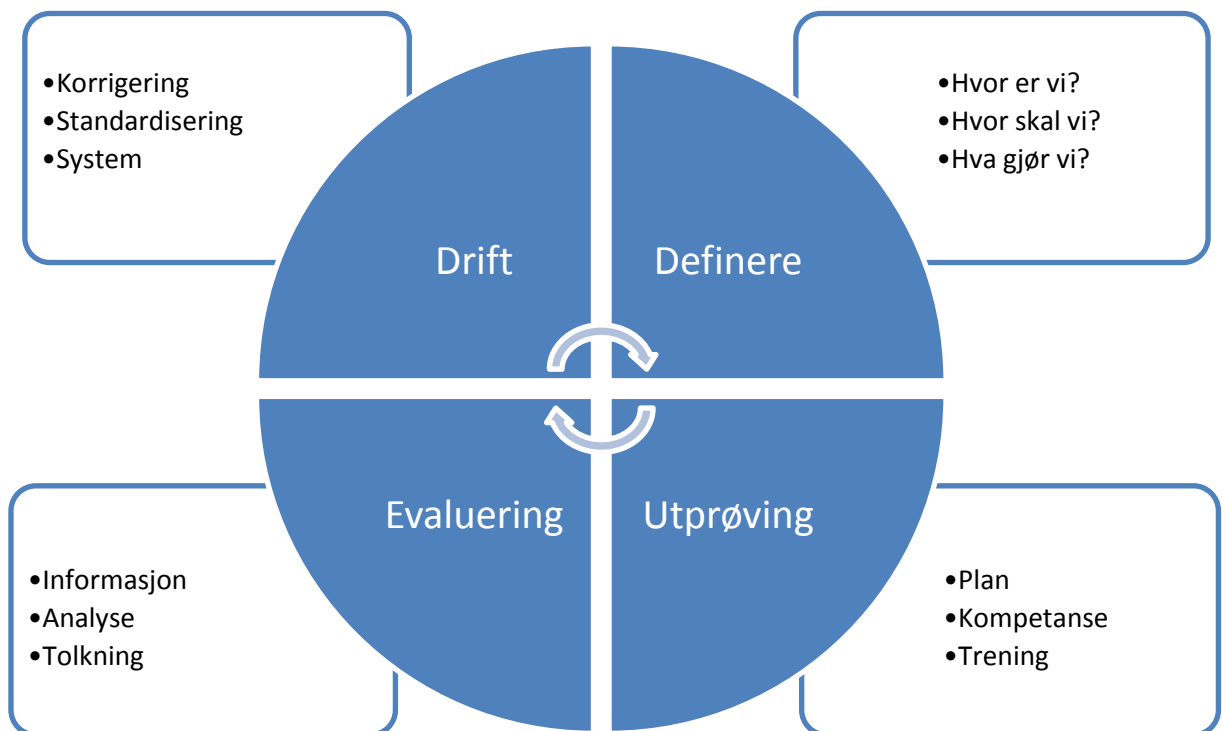 •Korrigering
•Standardisering
•System
•Hvor er vi?
•Hvor skal vi?
•Hva gjør vi?
Drift
Definere
Evaluering
Utprøving
•Informasjon
•Analyse
•Tolkning
•Plan
•Kompetanse
•Trening